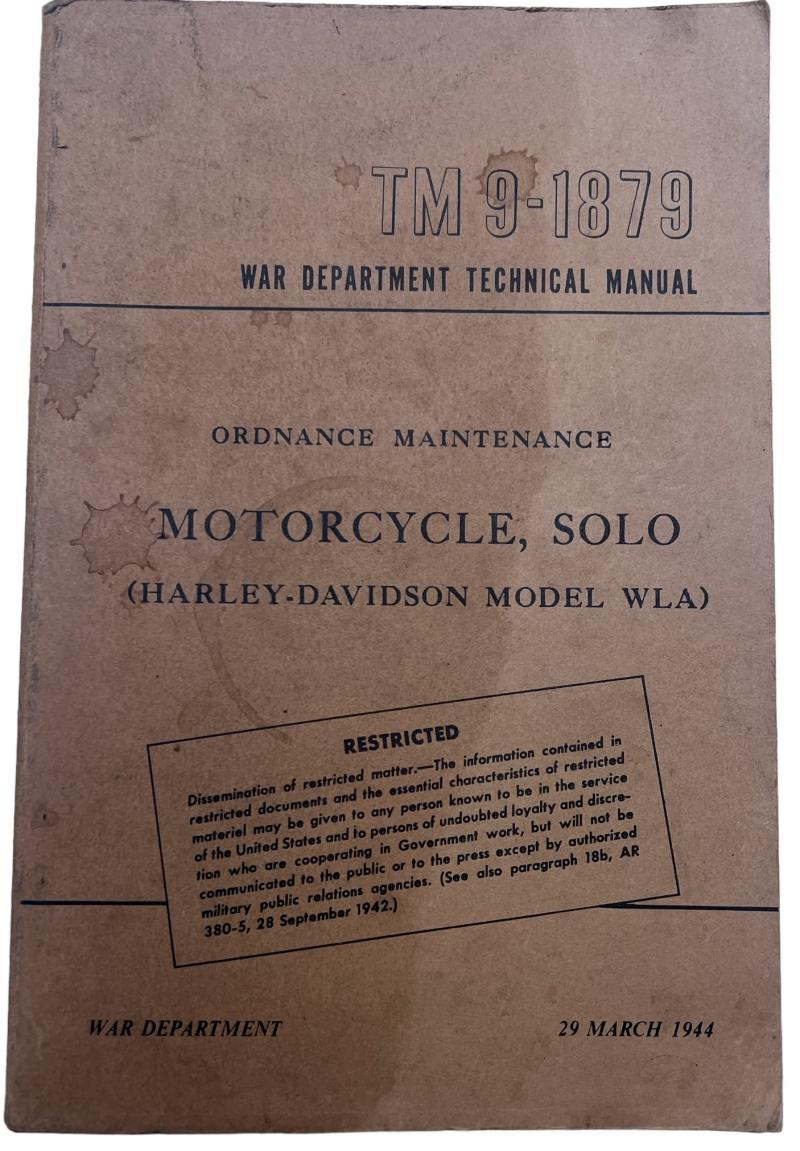 TM 9-1879
WAR DEPARTMENT TECHNICAL MANUAL
ORDNANCE MAINTENANCE
MOTORCYCLE, SOLO
(HARLEY-DAVIDSON MODEL WLA)
RESTRICTED
Dissemination of restricted matter.—The information contained in
restricted documents and the essential characteristics of restricted
materiel may be given to any person known to be in the service
of the United States and to persons of undoubted loyalty and discre-
tion who are cooperating in Government work, but will not be
communicated to the public or to the press except by authorized
military public relations agencies. (See also paragraph 18b, AR
380-5, 28 September 1942.)
WAR DEPARTMENT
29 MARCH 1944